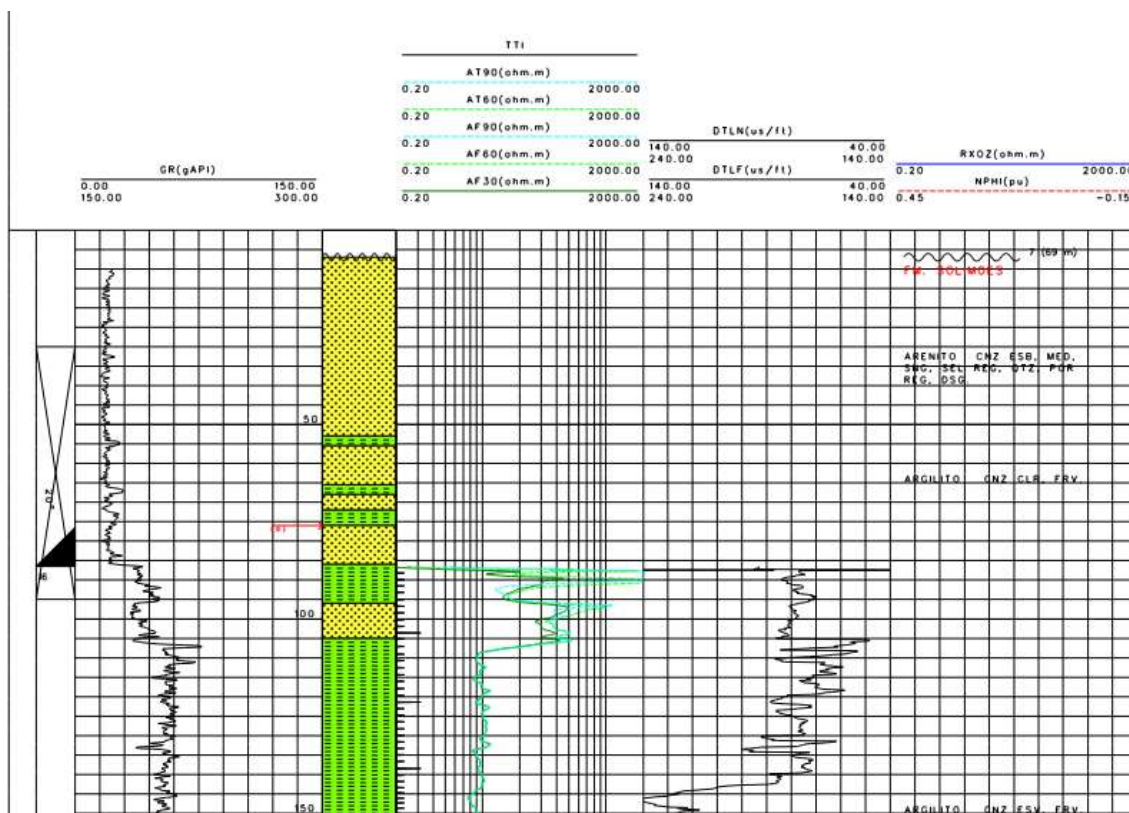 TTI
AT90(ohm.m)
0.20 2000.00
AT60(ohm.m)
0.20 2000.00
AF90(ohm.m)
0.20 2000.00
AF60(ohm.m)
0.20 2000.00
AF30(ohm.m)
0.20 2000.00
DTLN(us/ft)
140.00 40.00
240.00 140.00
DTLF(us/ft)
140.00 40.00
240.00 140.00
RXOZ(ohm.m)
0.20 2000.00
NPHI(pu)
0.45 -0.15
GR(gAPI)
0.00 150.00
150.00 300.00
7 (69 m)
FM. SOLIMOES
ARENITO CNZ ESB, MED,
SNG, SEL REG, QTZ, POR
REG, DSG.
50
ARGILITO CNZ CLR, FRV.
20"
100
150
ARGILITO CNZ ESV, FRV.